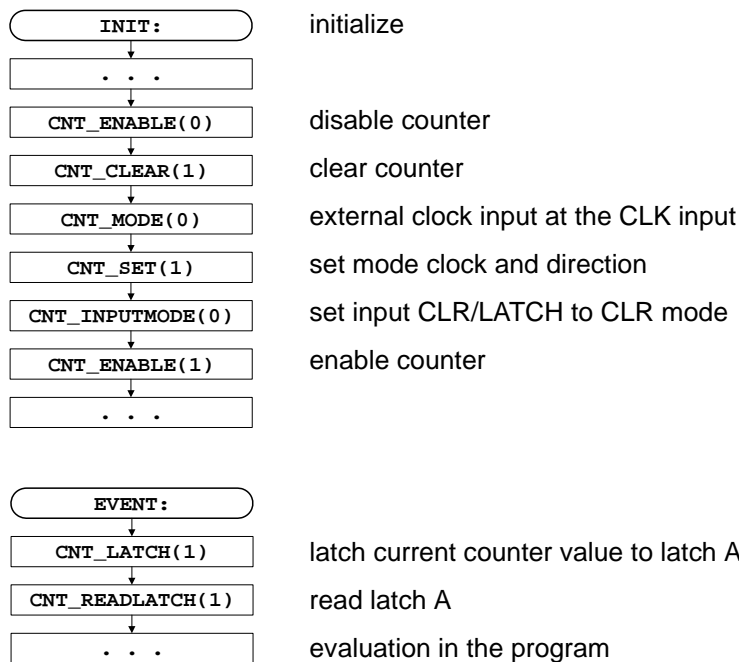 INIT: initialize
. . .
CNT_ENABLE(0) disable counter
CNT_CLEAR(1) clear counter
CNT_MODE(0) external clock input at the CLK input
CNT_SET(1) set mode clock and direction
CNT_INPUTMODE(0) set input CLR/LATCH to CLR mode
CNT_ENABLE(1) enable counter
. . .
EVENT:
CNT_LATCH(1) latch current counter value to latch A
CNT_READLATCH(1) read latch A
. . . evaluation in the program